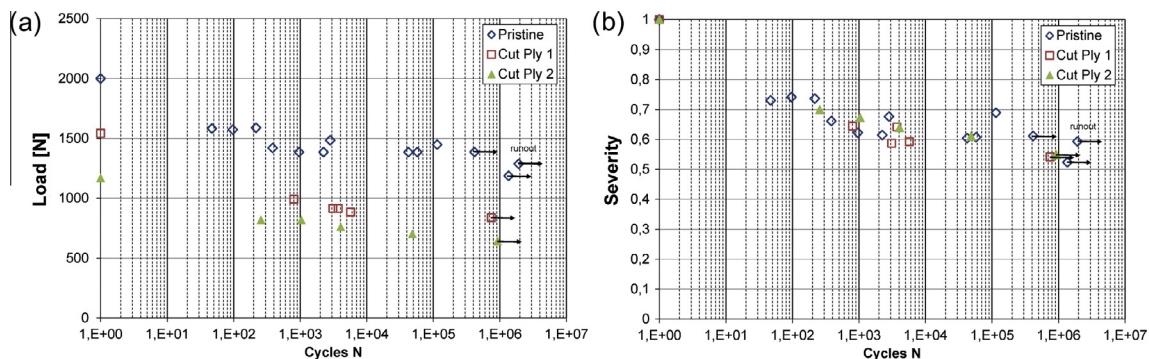 (a)
2500
2000
1500
1000
500
0
Load [N]
Pristine
Cut Ply 1
Cut Ply 2
runout
1,E+00 1,E+01 1,E+02 1,E+03 1,E+04 1,E+05 1,E+06 1,E+07
Cycles N
(b)
1
0,9
0,8
0,7
0,6
0,5
0,4
0,3
0,2
0,1
0
Severity
Pristine
Cut Ply 1
Cut Ply 2
runout
1,E+00 1,E+01 1,E+02 1,E+03 1,E+04 1,E+05 1,E+06 1,E+07
Cycles N